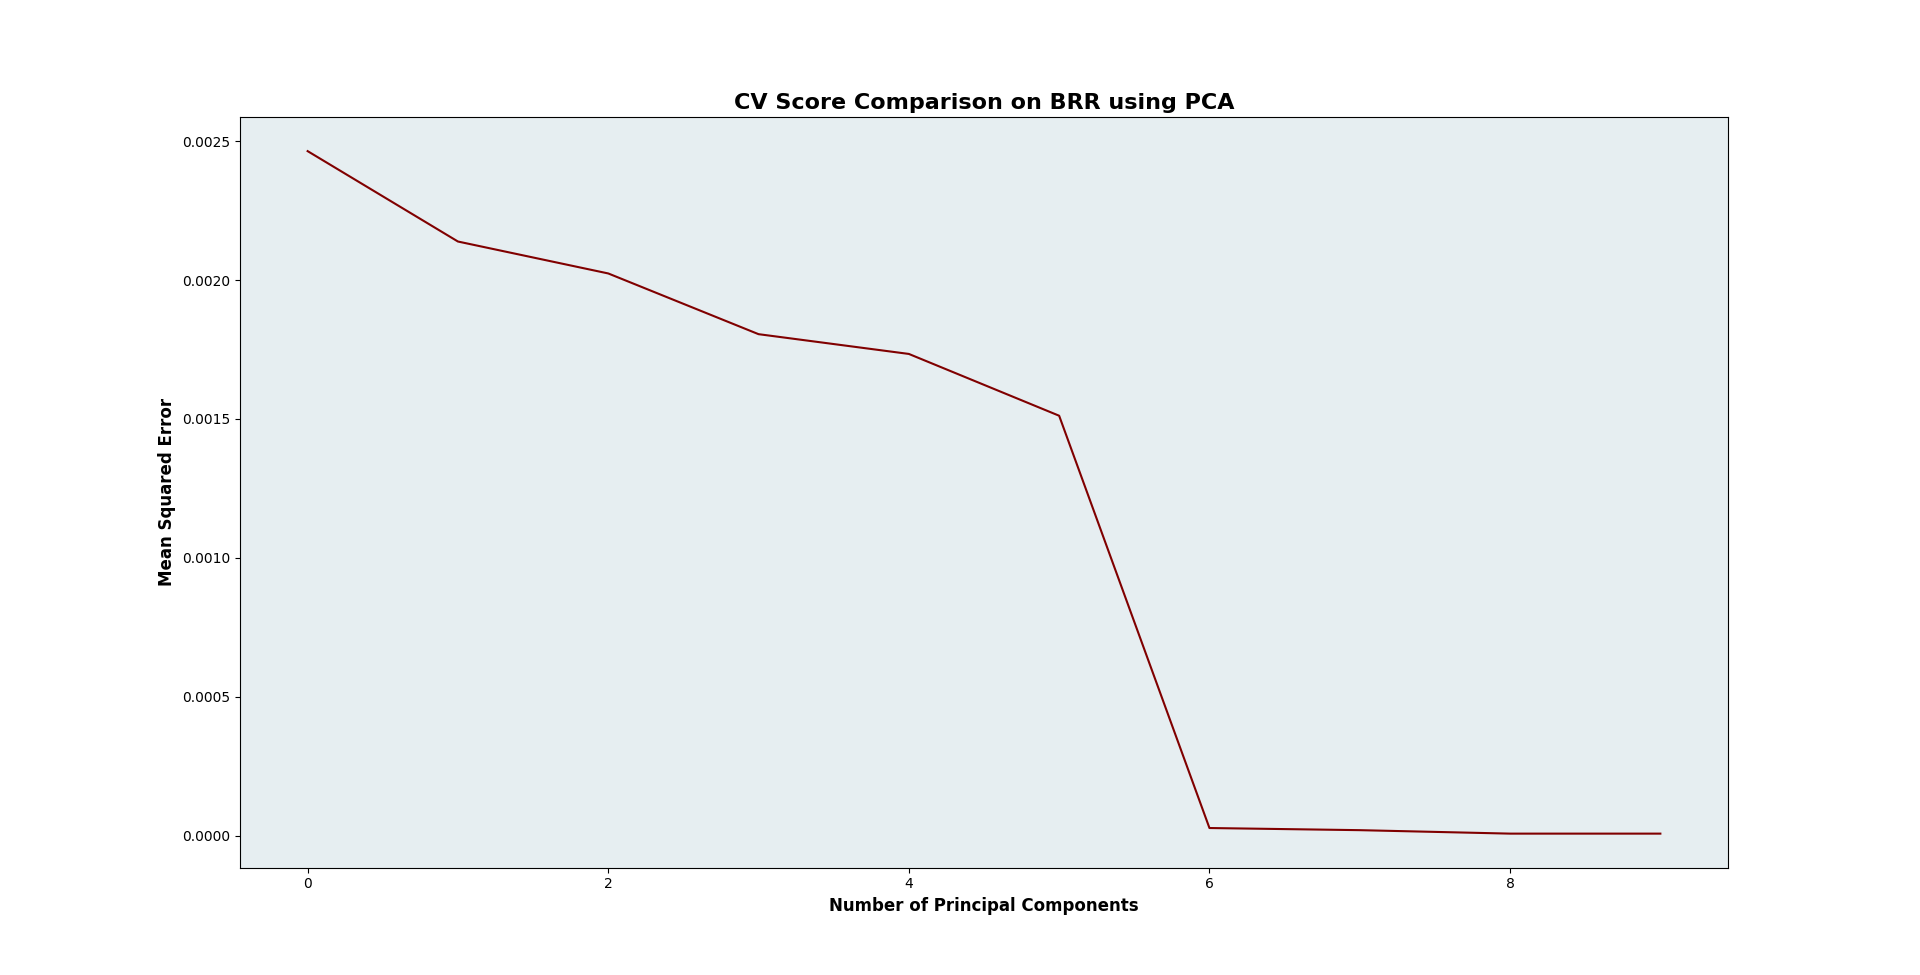 CV Score Comparison on BRR using PCA
0.0025
0.0020
0.0015
0.0010
0.0005
0.0000
Mean Squared Error
0 2 4 6 8
Number of Principal Components